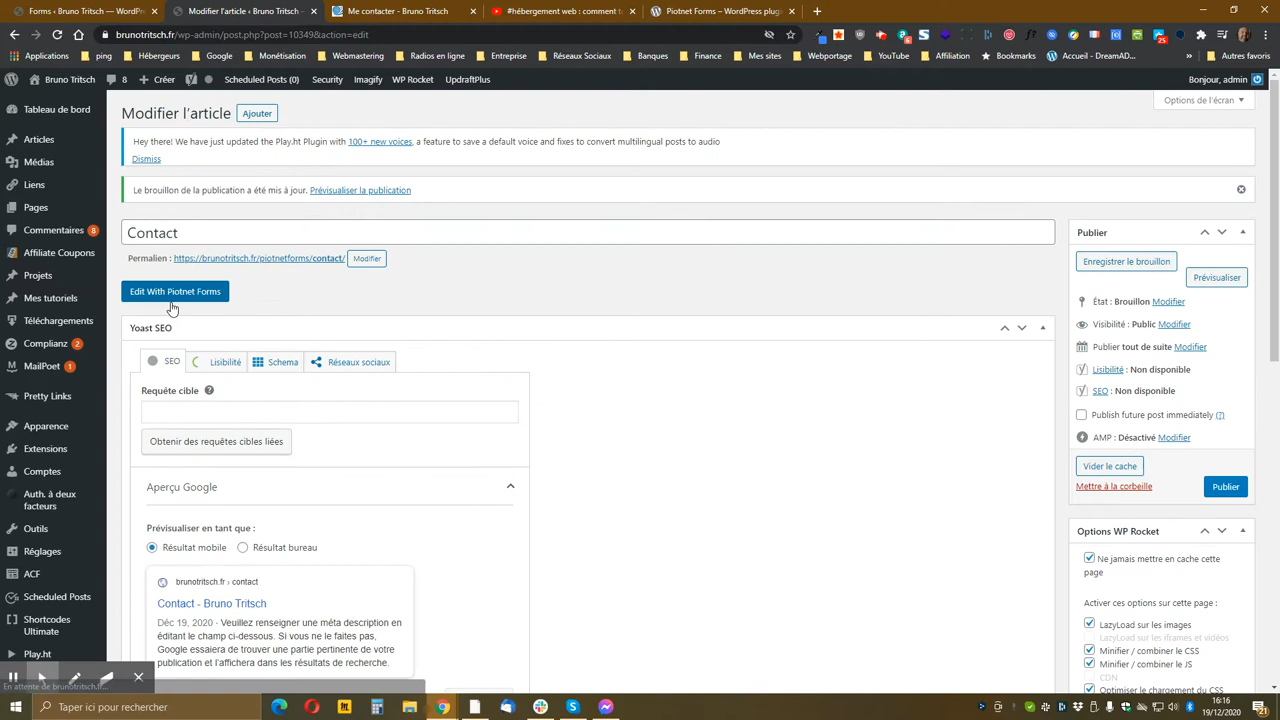 Forms ‹ Bruno Tritsch — WordPress
Modifier l'article ‹ Bruno Tritsch –
Me contacter - Bruno Tritsch
#hébergement web : comment
Piotnet Forms – WordPress plug
brunotritsch.fr/wp-admin/post.php?post=10349&action=edit
Applications
ping
Hébergeurs
Google
Monétisation
Webmarketing
Radios en ligne
Entreprise
Réseaux Sociaux
Banques
Finance
Mes sites
Webportage
YouTube
Affiliation
Bookmarks
Accueil – DreamAD...
Autres favoris
Bruno Tritsch
8
Créer
Scheduled Posts (0)
Security
Imagify
WP Rocket
UpdraftPlus
Bonjour, admin
Tableau de bord
Articles
Médias
Liens
Pages
Commentaires 8
Affiliate Coupons
Projets
Mes tutoriels
Téléchargements
Complianz 2
MailPoet 1
Pretty Links
Apparence
Extensions
Comptes
Auth. à deux
facteurs
Outils
Réglages
ACF
Scheduled Posts
Shortcodes
Ultimate
Play.ht
En attente de brunotritsch.fr...
Modifier l'article
Ajouter
Options de l'écran
Hey there! We have just updated the Play.ht Plugin with 100+ new voices, a feature to save a default voice and fixes to convert multilingual posts to audio
Dismiss
Le brouillon de la publication a été mis à jour. Prévisualiser la publication
Contact
Permalien : https://brunotritsch.fr/piotnetforms/contact/ Modifier
Edit With Piotnet Forms
Yoast SEO
SEO
Lisibilité
Schema
Réseaux sociaux
Requête cible
Obtenir des requêtes cibles liées
Aperçu Google
Prévisualiser en tant que :
Résultat mobile
Résultat bureau
brunotritsch.fr › contact
Contact - Bruno Tritsch
Déc 19, 2020 · Veuillez renseigner une méta description en
éditant le champ ci-dessous. Si vous ne le faites pas,
Google essaiera de trouver une partie pertinente de votre
publication et l'affichera dans les résultats de recherche.
Publier
Enregistrer le brouillon
Prévisualiser
État : Brouillon Modifier
Visibilité : Public Modifier
Publier tout de suite Modifier
Lisibilité : Non disponible
SEO : Non disponible
Publish future post immediately (?)
AMP : Désactivé Modifier
Vider le cache
Mettre à la corbeille
Publier
Options WP Rocket
Ne jamais mettre en cache cette
page
Activer ces options sur cette page :
LazyLoad sur les images
LazyLoad sur les iframes et vidéos
Minifier / combiner le CSS
Minifier / combiner le JS
CDN
Optimiser le chargement du CSS
Taper ici pour rechercher
16:16
19/12/2020